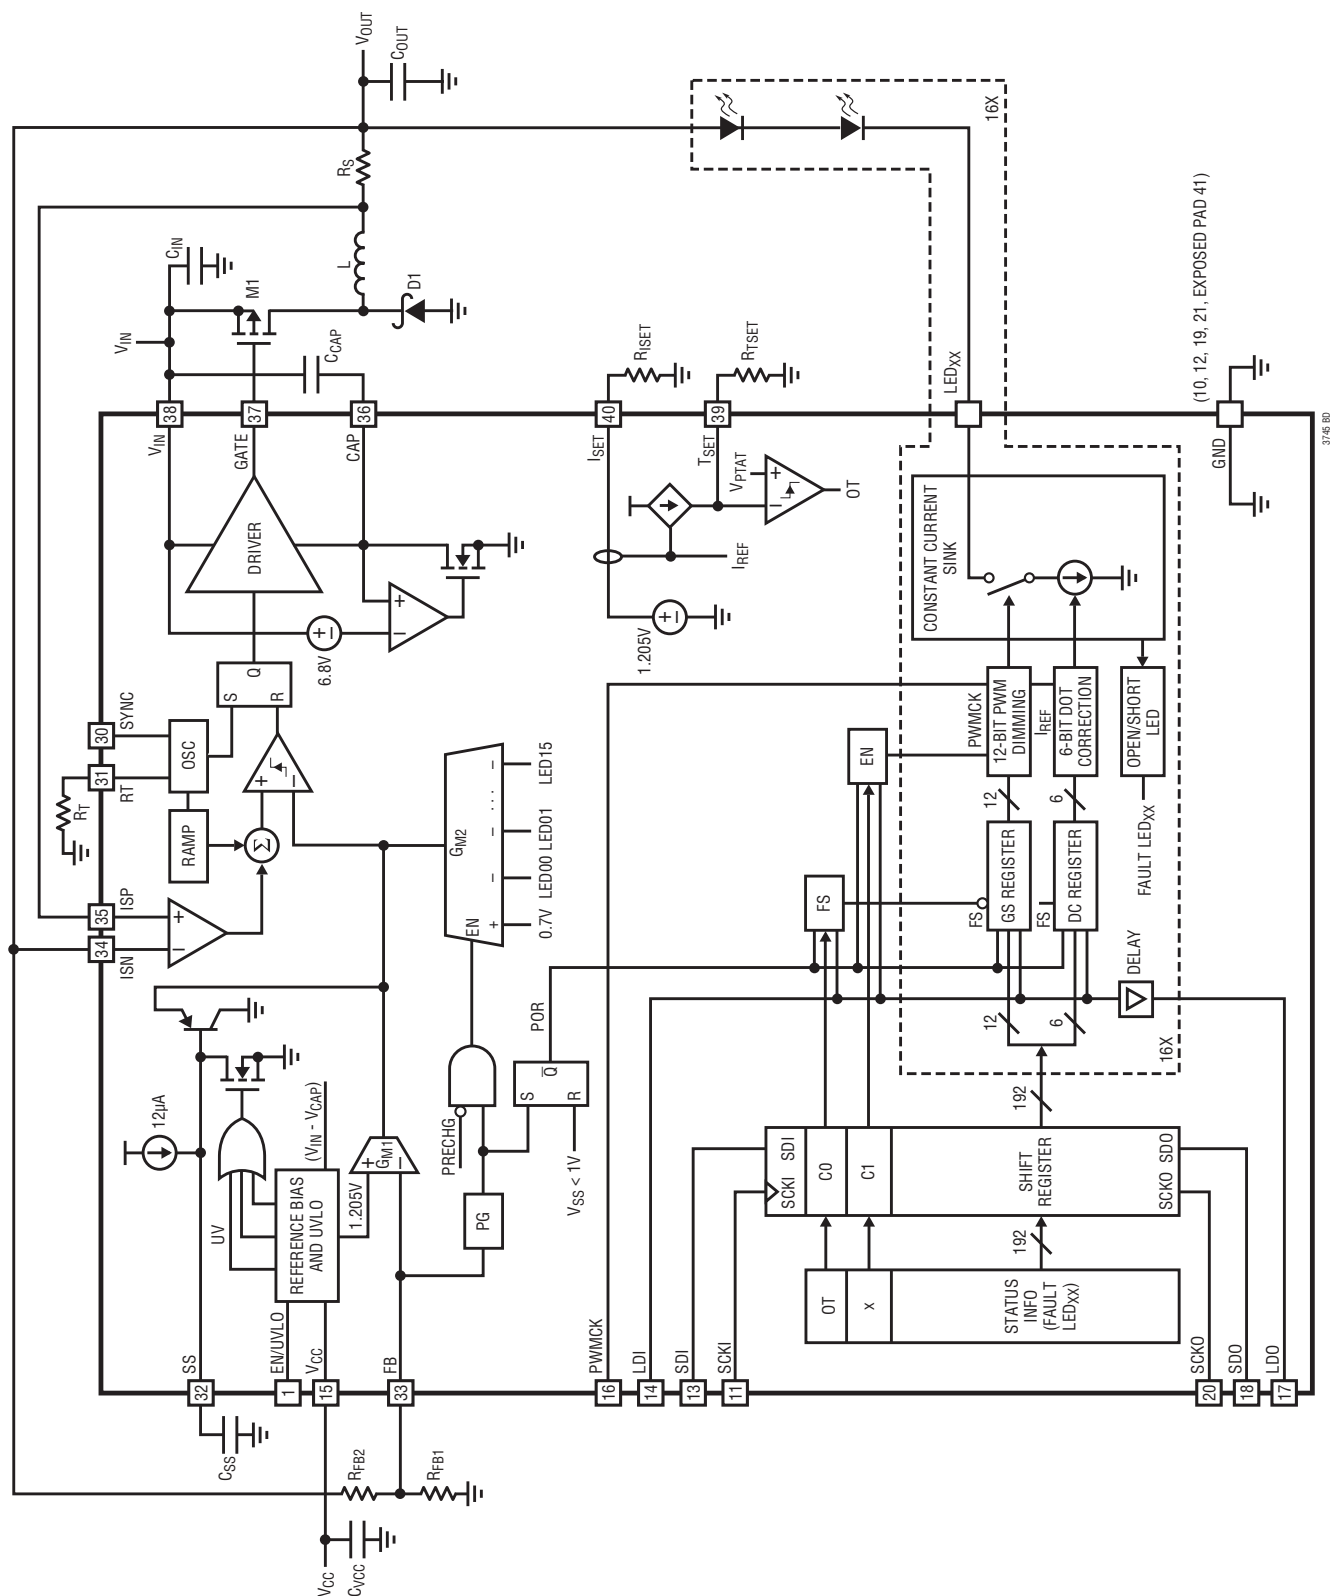 VOUT
COUT
RS
CIN
VIN
M1
L
D1
CCAP
RISET
RTSET
LEDXX
16X
(10, 12, 19, 21, EXPOSED PAD 41)
3745 BD
38
37
36
40
39
VIN
GATE
CAP
ISET
TSET
GND
DRIVER
VPTAT
+
–
OT
IREF
CONSTANT CURRENT
SINK
+
–
6.8V
+
–
1.205V
+
–
S
Q
R
30
SYNC
31
RT
RT
OSC
RAMP
Σ
+
–
35
ISP
34
ISN
+
–
GM2
EN
+
–
–
...
–
0.7V
LED00
LED01
LED15
PWMCK
12-BIT PWM
DIMMING
IREF
6-BIT DOT
CORRECTION
OPEN/SHORT
LED
FAULT LEDXX
EN
12
6
FS
FS
GS REGISTER
FS
DC REGISTER
DELAY
12
6
16X
POR
12µA
UV
(VIN - VCAP)
REFERENCE BIAS
AND UVLO
1.205V
+
–
GM1
PRECHG
S
Q
R
VSS < 1V
PG
192
SCKI
SDI
C0
C1
SHIFT
REGISTER
SCKO
SDO
192
OT
x
STATUS
INFO
(FAULT
LEDXX)
SS
EN/UVLO
VCC
FB
PWMCK
LDI
SDI
SCKI
SCKO
SDO
LDO
32
1
15
33
16
14
13
11
20
18
17
CSS
RFB2
RFB1
VCC
CVCC